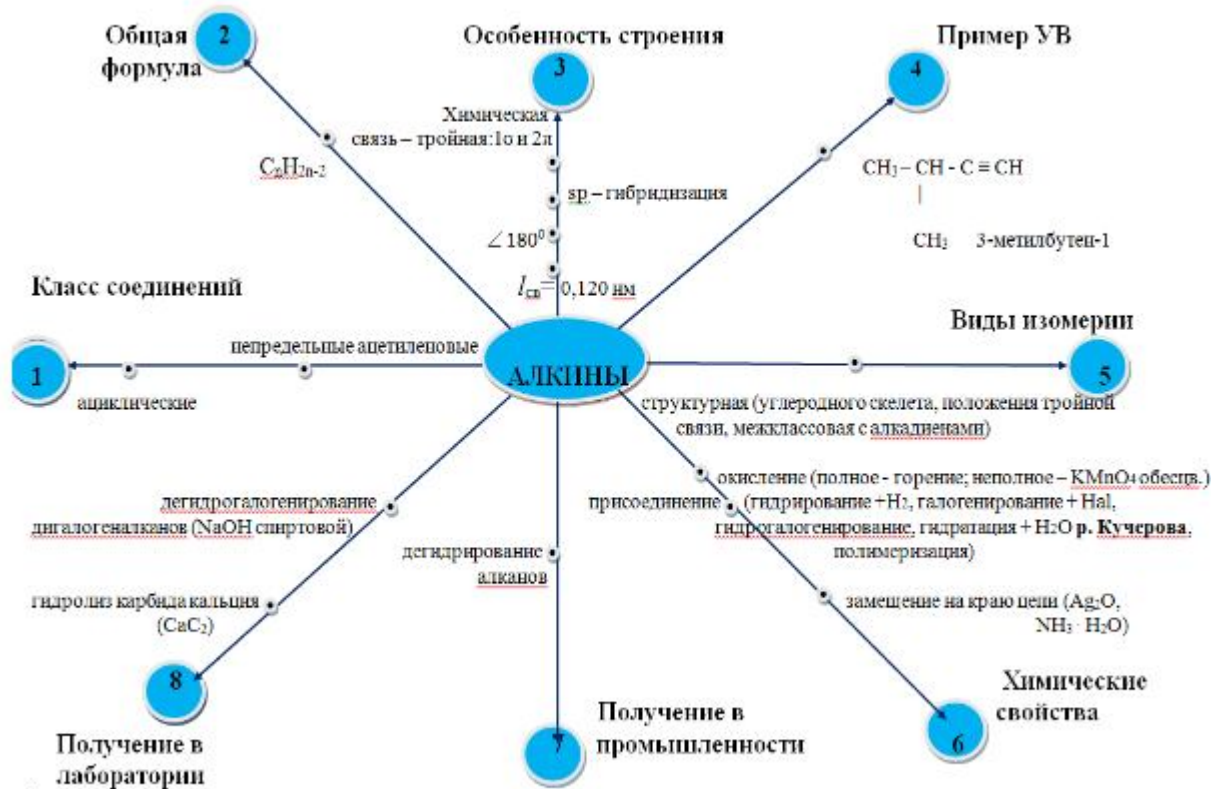 Общая
формула
2
CnH2n-2
Особенность строения
3
Химическая
связь – тройная:1σ и 2π
sp – гибридизация
∠180⁰
lсв= 0,120 нм
Пример УВ
4
CH3 – CH - C ≡ CH
|
CH3 3-метилбутен-1
Класс соединений
1
непредельные ацетиленовые
ациклические
АЛКИНЫ
Виды изомерии
5
структурная (углеродного скелета, положения тройной
связи, межклассовая с алкадиенами)
окисление (полное - горение; неполное – KMnO4 обесцв.)
присоединение (гидрирование +H2, галогенирование + Hal,
гидрогалогенирование, гидратация + H2O р. Кучерова,
полимеризация)
замещение на краю цепи (Ag2O,
NH3 · H2O)
Химические
свойства
6
дегидрирование
алканов
7
Получение в
промышленности
дегидрогалогенирование
дигалогеналканов (NaOH спиртовой)
гидролиз карбида кальция
(CaC2)
8
Получение в
лаборатории